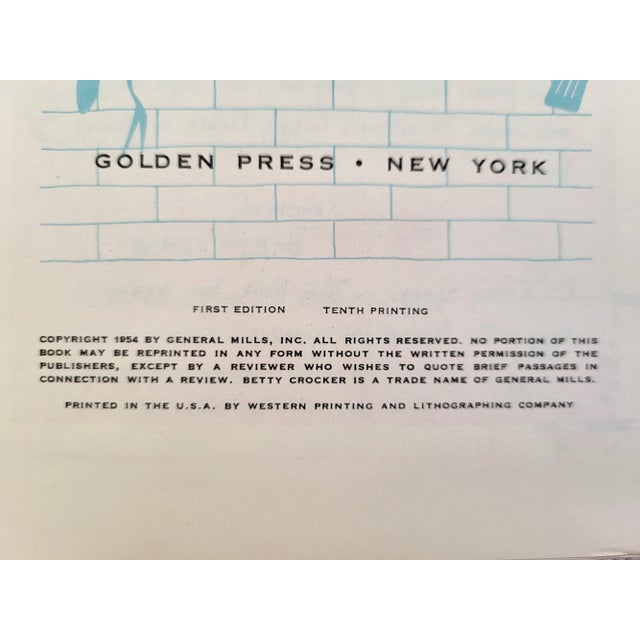 GOLDEN PRESS • NEW YORK
FIRST EDITION TENTH PRINTING
COPYRIGHT 1954 BY GENERAL MILLS, INC. ALL RIGHTS RESERVED. NO PORTION OF THIS
BOOK MAY BE REPRINTED IN ANY FORM WITHOUT THE WRITTEN PERMISSION OF THE
PUBLISHERS, EXCEPT BY A REVIEWER WHO WISHES TO QUOTE BRIEF PASSAGES IN
CONNECTION WITH A REVIEW. BETTY CROCKER IS A TRADE NAME OF GENERAL MILLS.
PRINTED IN THE U.S.A. BY WESTERN PRINTING AND LITHOGRAPHING COMPANY